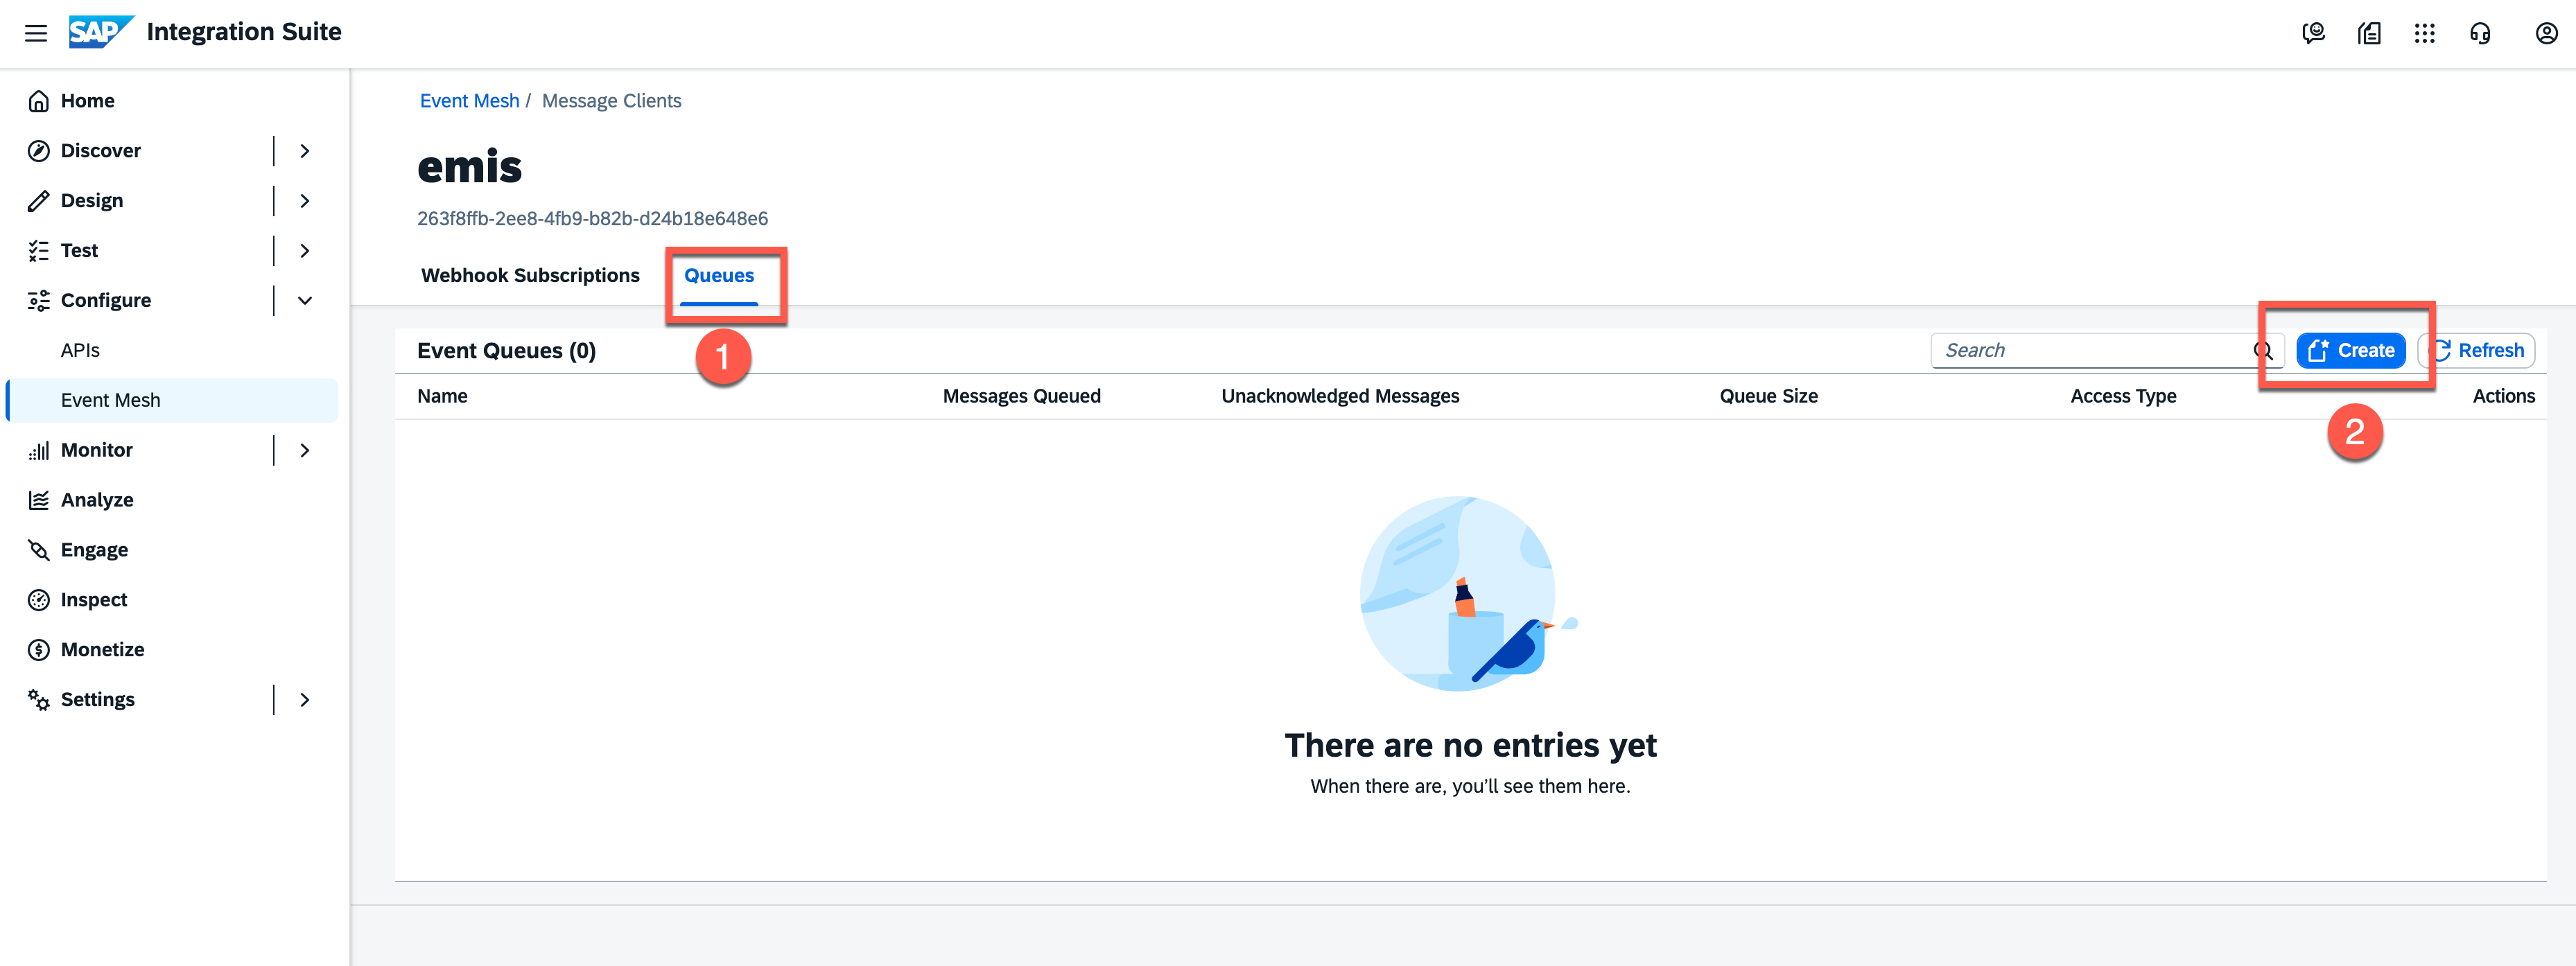 SAP Integration Suite
Home
Discover
Design
Test
Configure
APIs
Event Mesh
Monitor
Analyze
Engage
Inspect
Monetize
Settings
Event Mesh / Message Clients
emis
263f8ffb-2ee8-4fb9-b82b-d24b18e648e6
Webhook Subscriptions Queues
1
Event Queues (0) Search Create Refresh
2
Name Messages Queued Unacknowledged Messages Queue Size Access Type Actions
There are no entries yet
When there are, you’ll see them here.